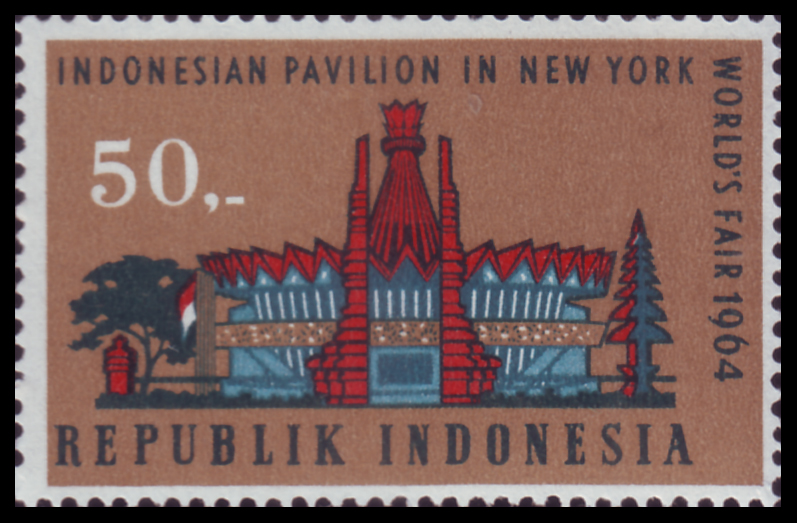 INDONESIAN PAVILION IN NEW YORK
WORLD'S FAIR 1964
50,-
REPUBLIK INDONESIA